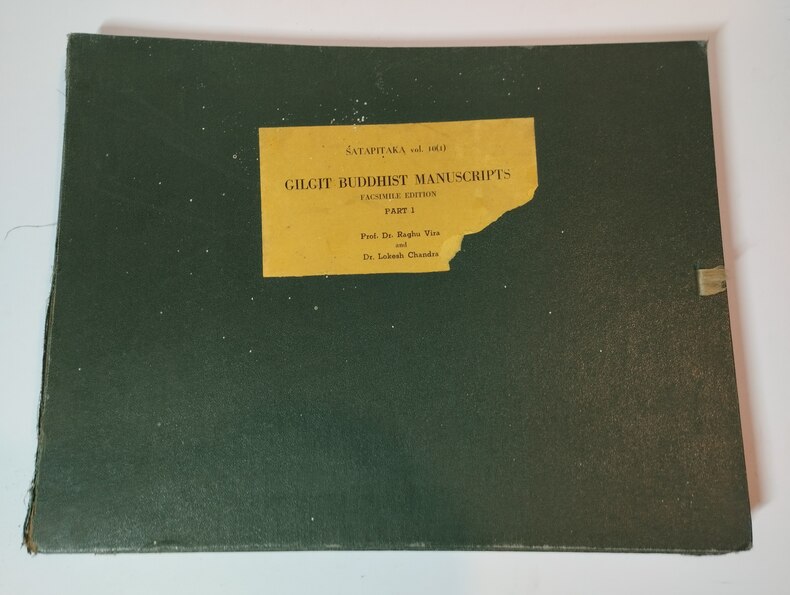 ŚATAPIṬAKA vol. 10(1)
GILGIT BUDDHIST MANUSCRIPTS
FACSIMILE EDITION
PART 1
Prof. Dr. Raghu Vira
and
Dr. Lokesh Chandra